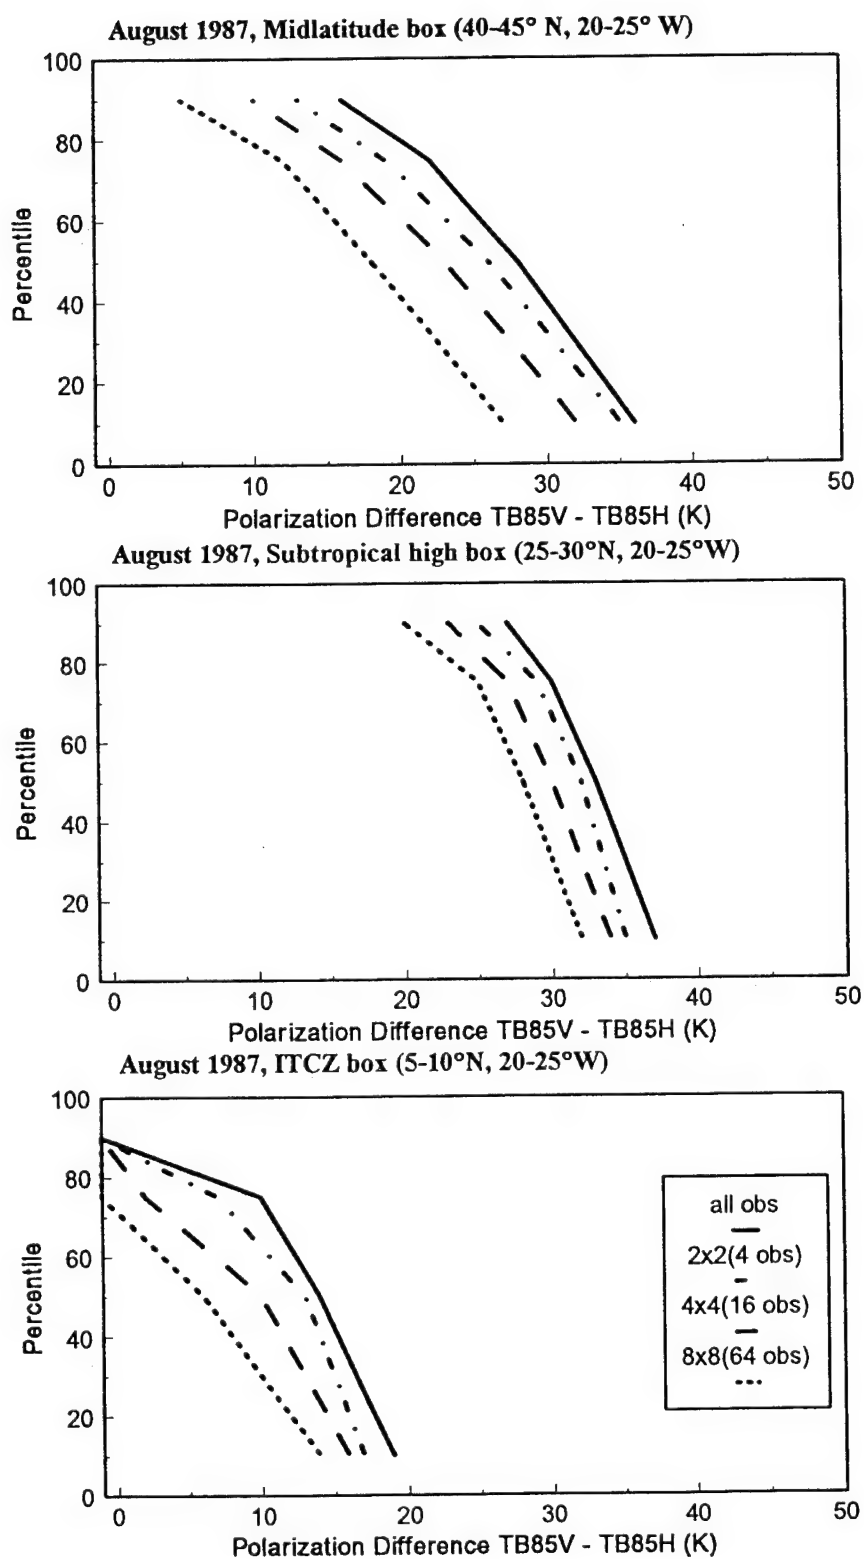 August 1987, Midlatitude box (40-45° N, 20-25° W)
100
80
60
40
20
0
Percentile
0 10 20 30 40 50
Polarization Difference TB85V - TB85H (K)
August 1987, Subtropical high box (25-30°N, 20-25°W)
100
80
60
40
20
0
Percentile
0 10 20 30 40 50
Polarization Difference TB85V - TB85H (K)
August 1987, ITCZ box (5-10°N, 20-25°W)
100
80
60
40
20
0
Percentile
all obs
2x2(4 obs)
4x4(16 obs)
8x8(64 obs)
0 10 20 30 40 50
Polarization Difference TB85V - TB85H (K)